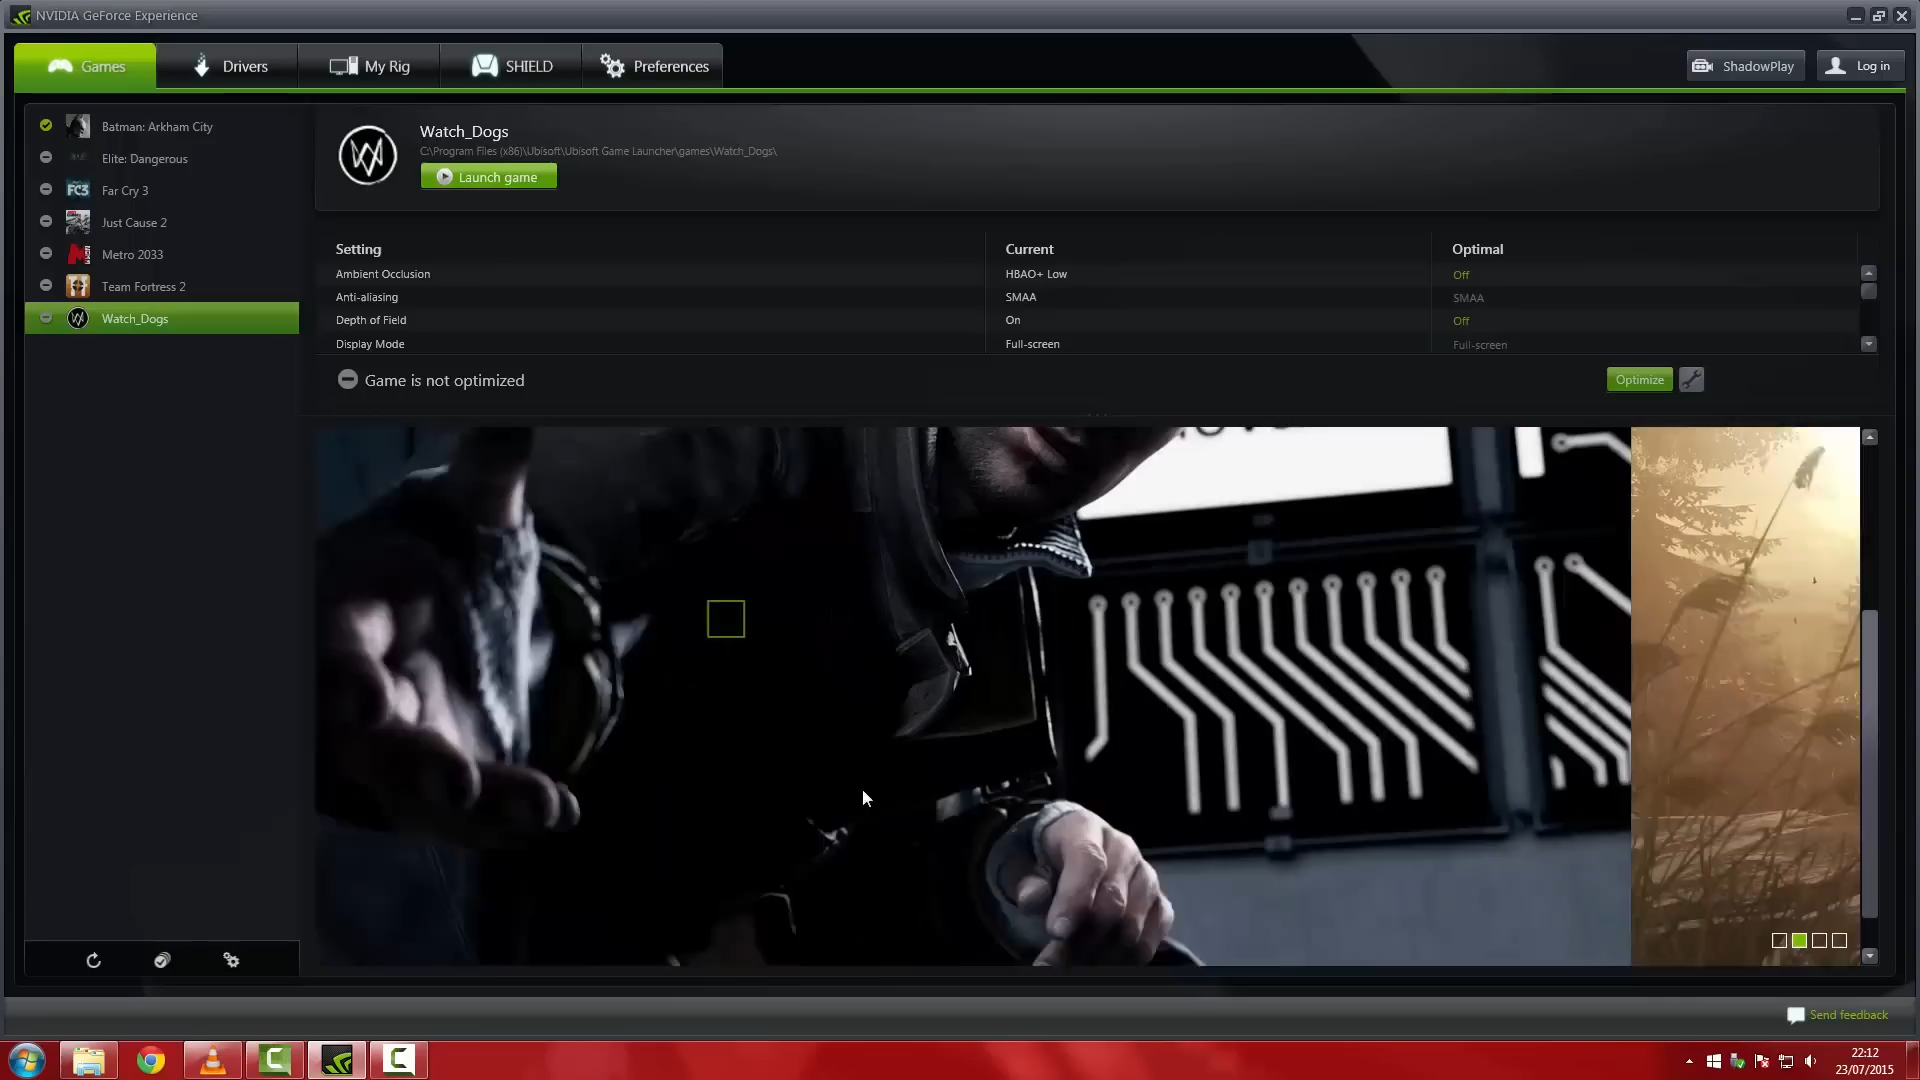 NVIDIA GeForce Experience
Games
Drivers
My Rig
SHIELD
Preferences
ShadowPlay
Log in
Batman: Arkham City
Elite: Dangerous
FC3
Far Cry 3
Just Cause 2
Metro 2033
Team Fortress 2
Watch_Dogs
Watch_Dogs
C:\Program Files (x86)\Ubisoft\Ubisoft Game Launcher\games\Watch_Dogs\
Launch game
Setting Current Optimal
Ambient Occlusion HBAO+ Low Off
Anti-aliasing SMAA SMAA
Depth of Field On Off
Display Mode Full-screen Full-screen
Game is not optimized
Optimize
Send feedback
22:12
23/07/2015